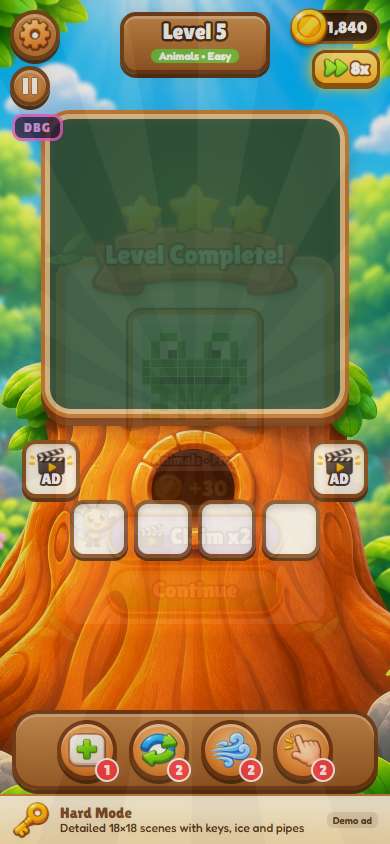 Level 5
Animals • Easy
1,840
8x
DBG
Level Complete!
+30
AD
AD
Claim x2
Continue
1
2
2
2
Hard Mode
Detailed 18×18 scenes with keys, ice and pipes
Demo ad